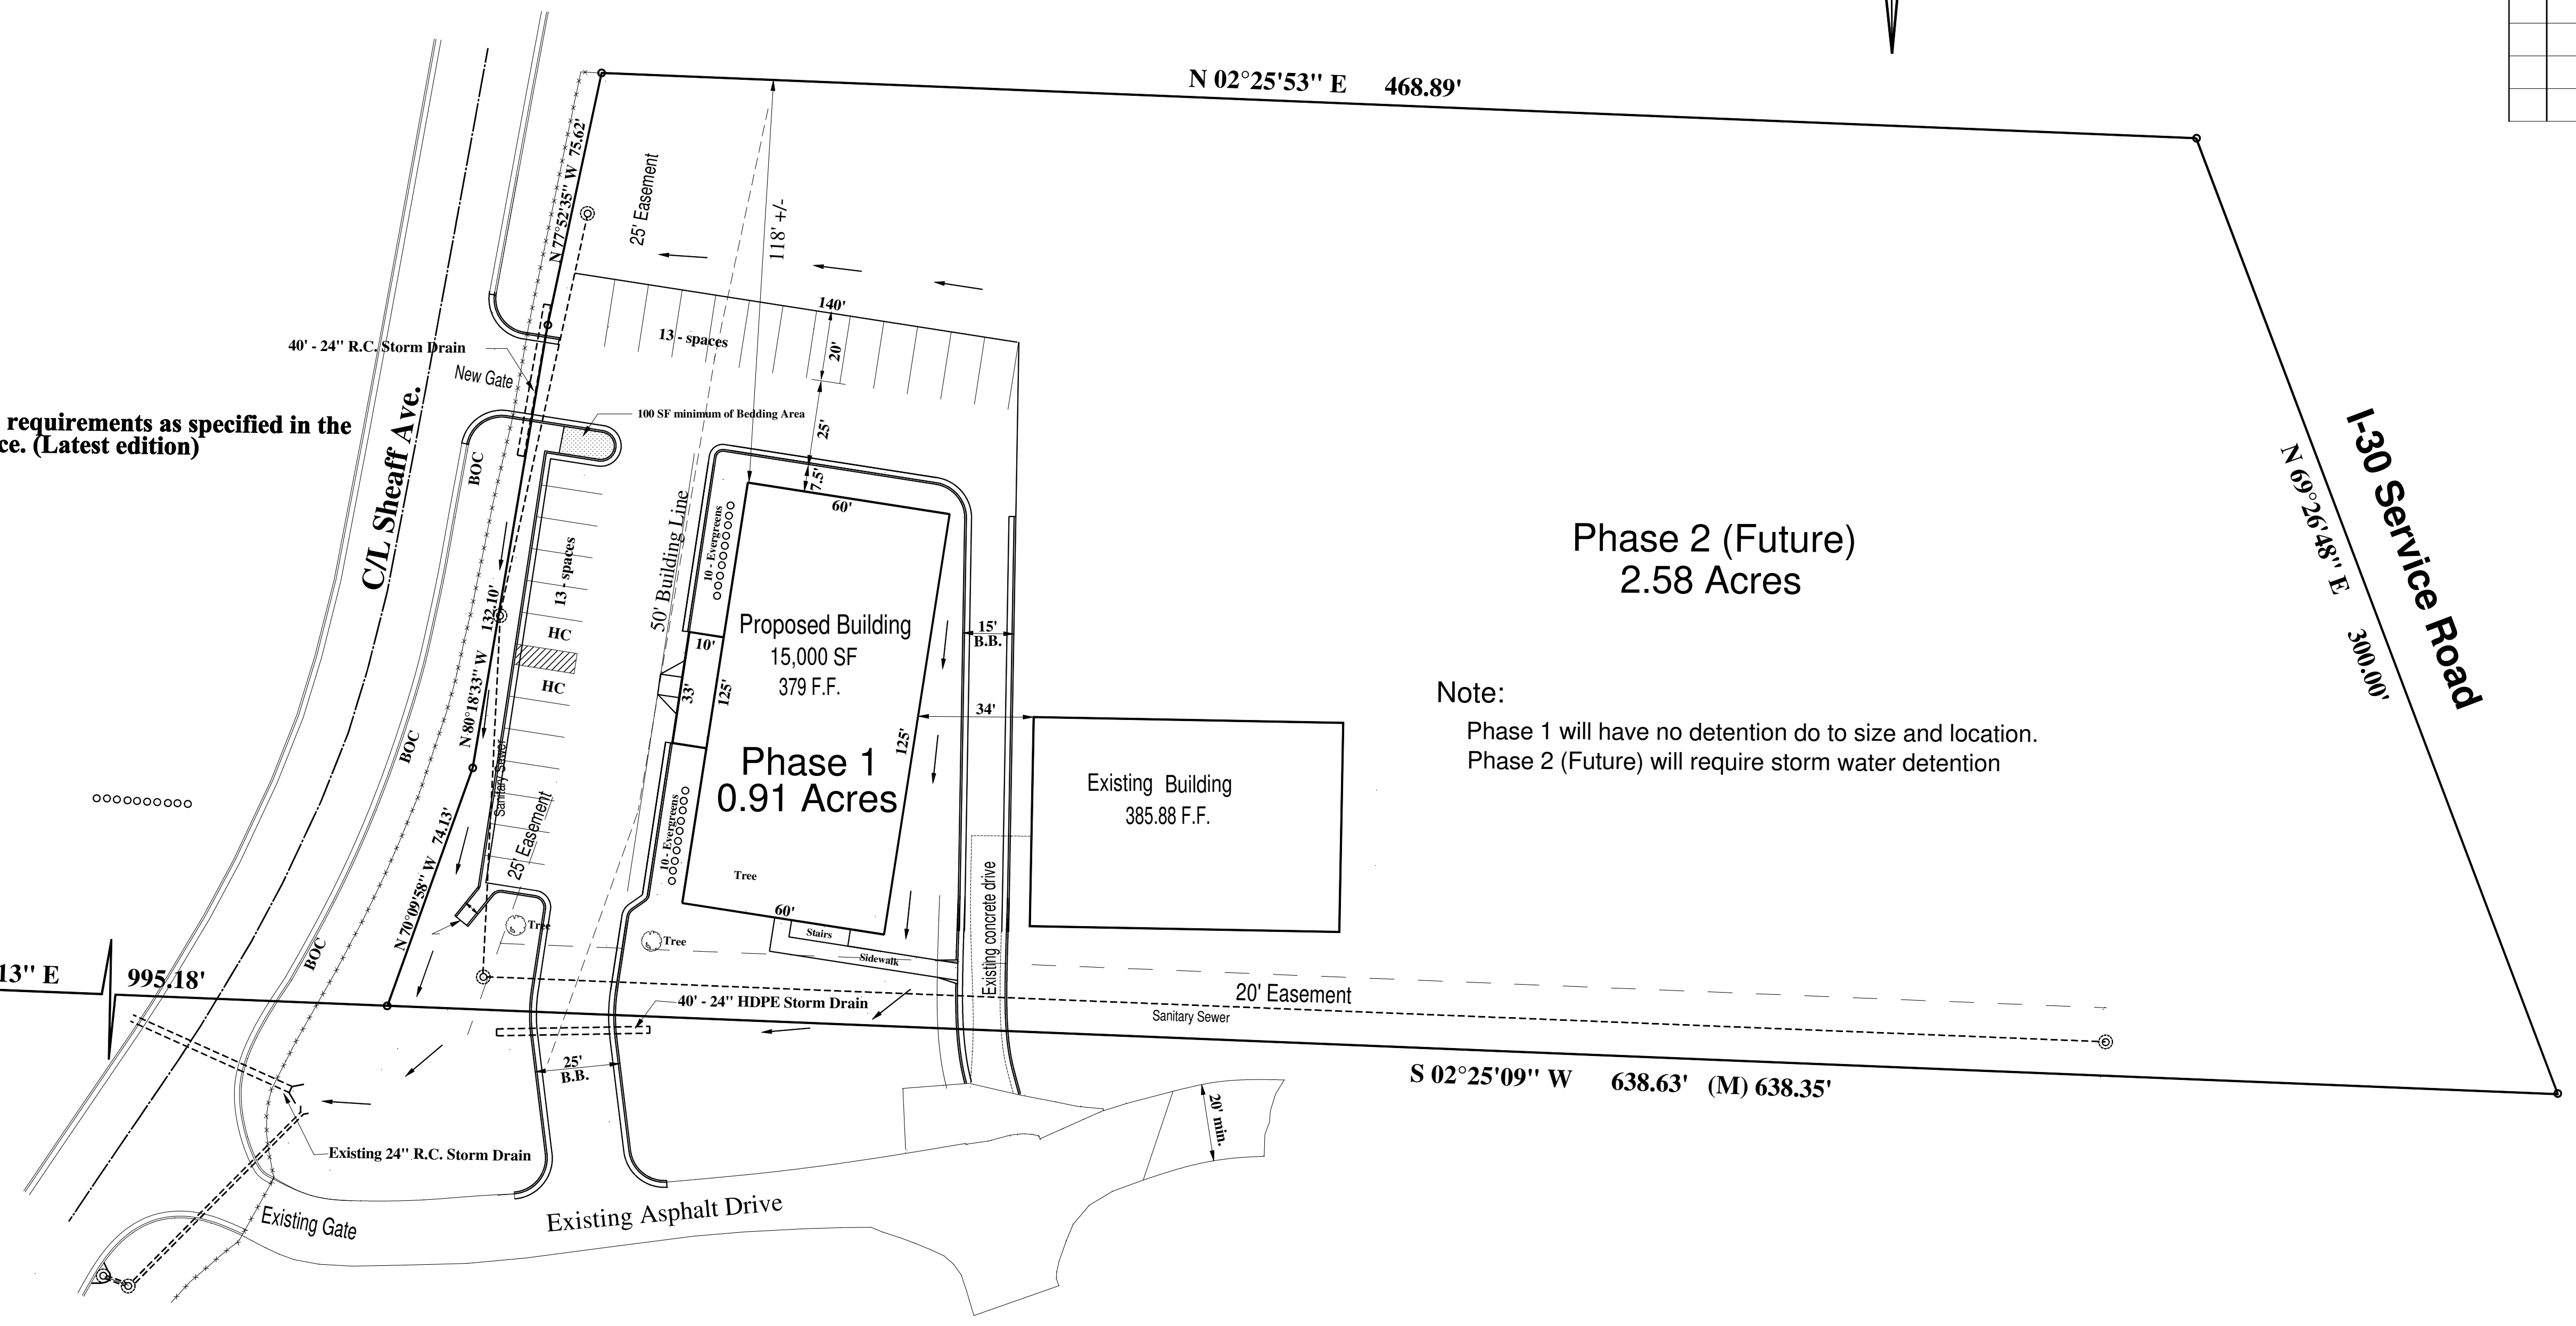 N 02°25'53" E 468.89'
N 77°52'35" W 75.62'
25' Easement
118' +/-
140'
13 - spaces
20'
40' - 24" R.C. Storm Drain
New Gate
100 SF minimum of Bedding Area
25'
requirements as specified in the
ce. (Latest edition)
C/L Sheaff Ave.
BOC
7.5'
60'
10 - Evergreens
50' Building Line
13 - spaces
HC
HC
N 80°18'33" W 132.10'
Sanitary Sewer
Proposed Building
15,000 SF
379 F.F.
10'
33'
125'
125'
Phase 1
0.91 Acres
15'
B.B.
34'
Existing Building
385.88 F.F.
Phase 2 (Future)
2.58 Acres
Note:
Phase 1 will have no detention do to size and location.
Phase 2 (Future) will require storm water detention
I-30 Service Road
N 69°26'48" E 300.00'
BOC
N 70°09'58" W 74.13'
25' Easement
10 - Evergreens
Tree
60'
Stairs
Sidewalk
Tree
Tree
Existing concrete drive
BOC
13" E 995.18'
40' - 24" HDPE Storm Drain
20' Easement
Sanitary Sewer
25'
B.B.
S 02°25'09" W 638.63' (M) 638.35'
20' min.
Existing 24" R.C. Storm Drain
Existing Gate
Existing Asphalt Drive